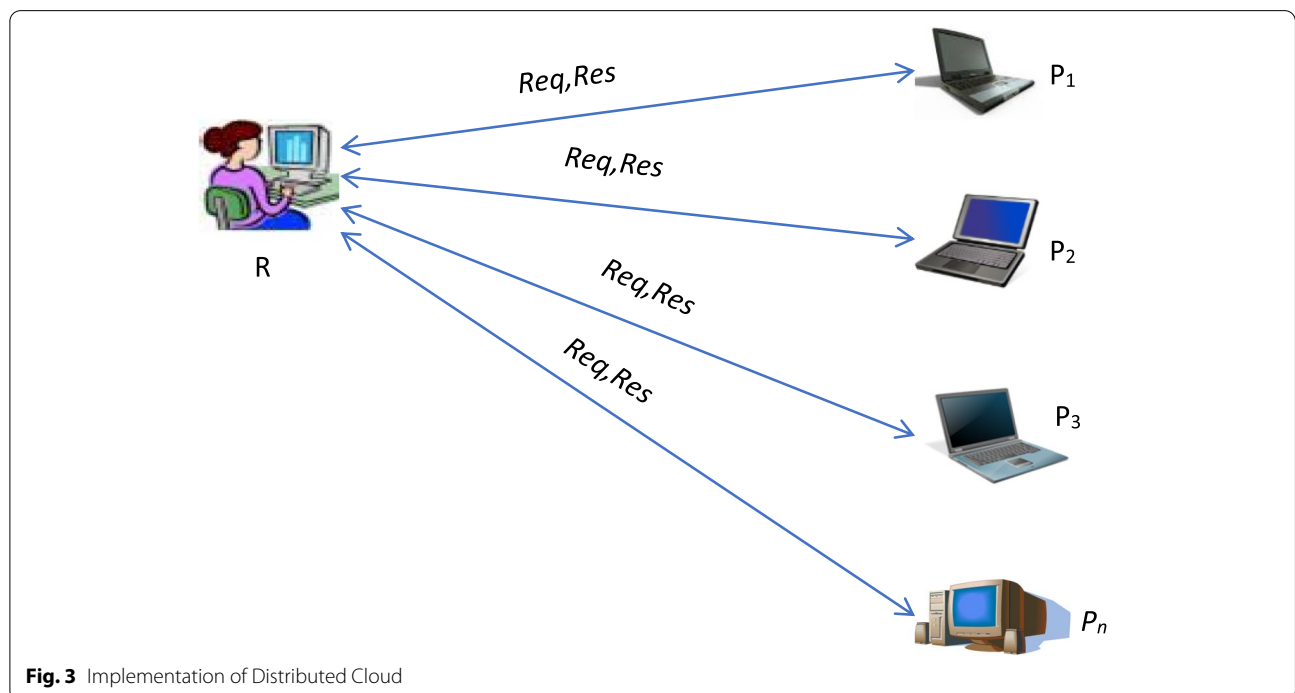 Req,Res
P₁
Req,Res
R
P₂
Req,Res
Req,Res
P₃
Pₙ
Fig. 3 Implementation of Distributed Cloud